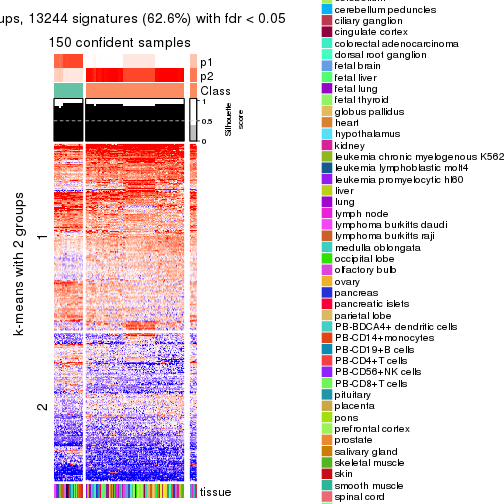 ups, 13244 signatures (62.6%) with fdr < 0.05
150 confident samples
p1
p2
Class
1
0.5
0
Silhouette
score
k-means with 2 groups
1
2
tissue
cerebellum peduncles
ciliary ganglion
cingulate cortex
colorectal adenocarcinoma
dorsal root ganglion
fetal brain
fetal liver
fetal lung
fetal thyroid
globus pallidus
heart
hypothalamus
kidney
leukemia chronic myelogenous K562
leukemia lymphoblastic molt4
leukemia promyelocytic hl60
liver
lung
lymph node
lymphoma burkitts daudi
lymphoma burkitts raji
medulla oblongata
occipital lobe
olfactory bulb
ovary
pancreas
pancreatic islets
parietal lobe
PB-BDCA4+ dendritic cells
PB-CD14+monocytes
PB-CD19+B cells
PB-CD4+T cells
PB-CD56+NK cells
PB-CD8+T cells
pituitary
placenta
pons
prefrontal cortex
prostate
salivary gland
skeletal muscle
skin
smooth muscle
spinal cord